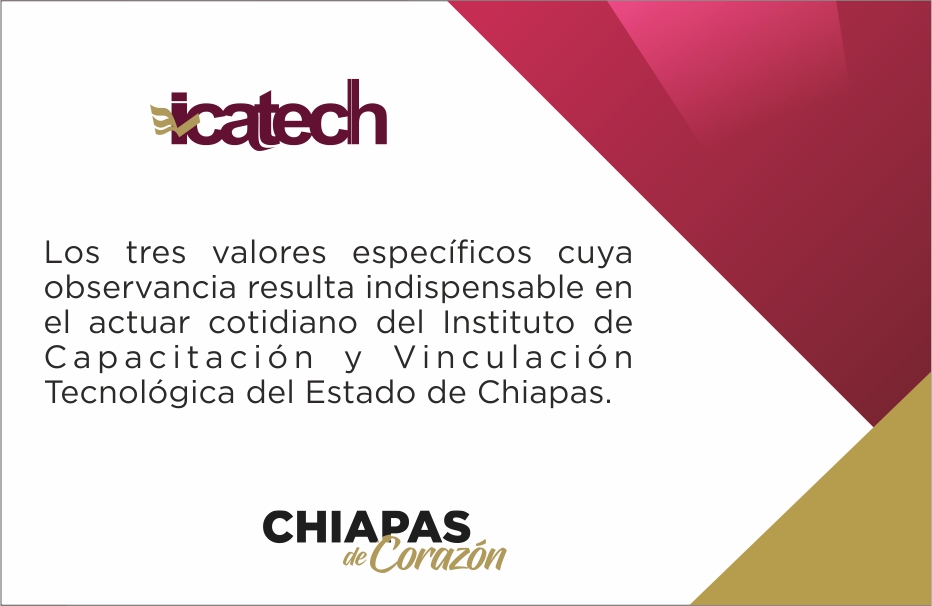 icatech
Los tres valores específicos cuya
observancia resulta indispensable en
el actuar cotidiano del Instituto de
Capacitación y Vinculación
Tecnológica del Estado de Chiapas.
CHIAPAS
de Corazón